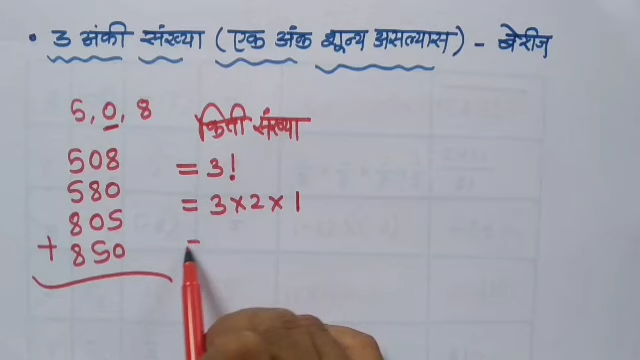 • 3 अंकी संख्या (एक अंक शून्य असल्यास) - बेरीज
5, 0, 8
किती संख्या
508 = 3!
580 = 3 × 2 × 1
805
+ 850 =